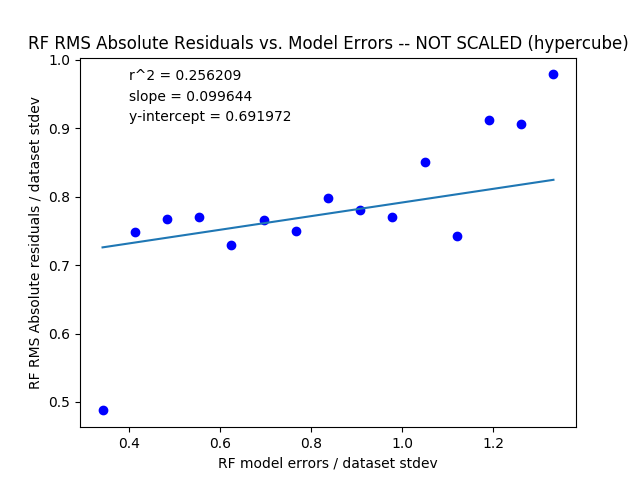 RF RMS Absolute Residuals vs. Model Errors -- NOT SCALED (hypercube)
r^2 = 0.256209
slope = 0.099644
y-intercept = 0.691972
RF RMS Absolute residuals / dataset stdev
1.0
0.9
0.8
0.7
0.6
0.5
0.4
0.6
0.8
1.0
1.2
RF model errors / dataset stdev